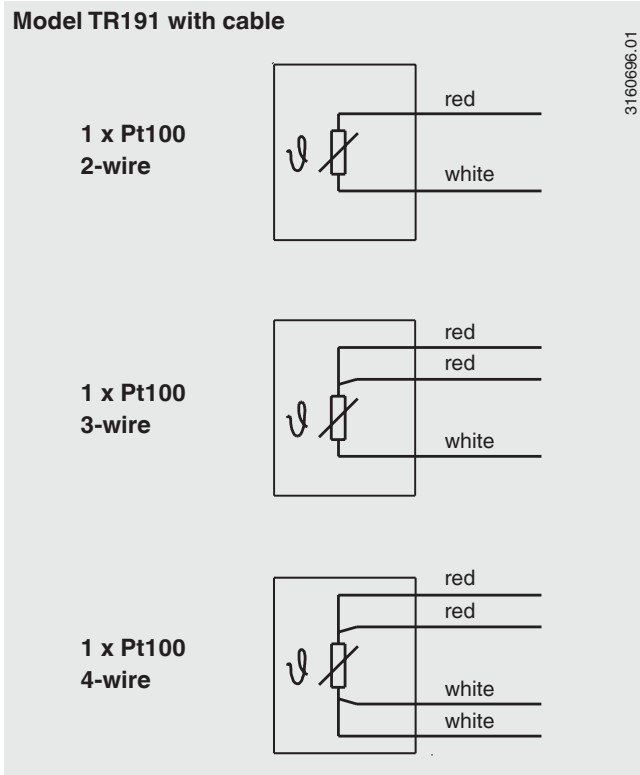 Model TR191 with cable
3160696.01
1 x Pt100
2-wire
red
white
1 x Pt100
3-wire
red
red
white
1 x Pt100
4-wire
red
red
white
white